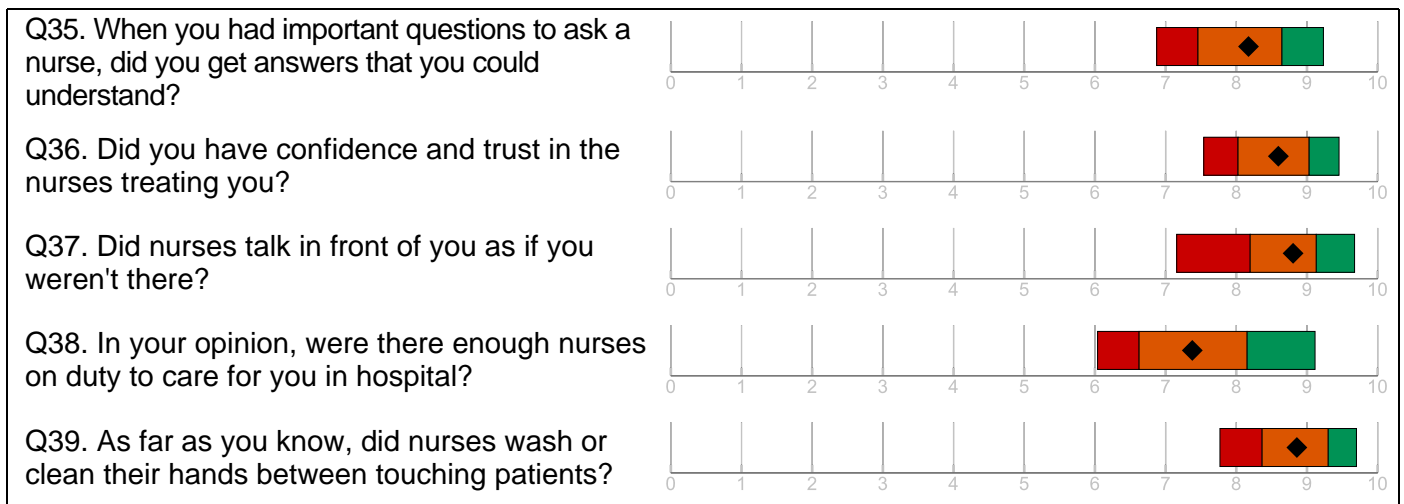 Q35. When you had important questions to ask a
nurse, did you get answers that you could
understand?
0 1 2 3 4 5 6 7 8 9 10
Q36. Did you have confidence and trust in the
nurses treating you?
0 1 2 3 4 5 6 7 8 9 10
Q37. Did nurses talk in front of you as if you
weren't there?
0 1 2 3 4 5 6 7 8 9 10
Q38. In your opinion, were there enough nurses
on duty to care for you in hospital?
0 1 2 3 4 5 6 7 8 9 10
Q39. As far as you know, did nurses wash or
clean their hands between touching patients?
0 1 2 3 4 5 6 7 8 9 10